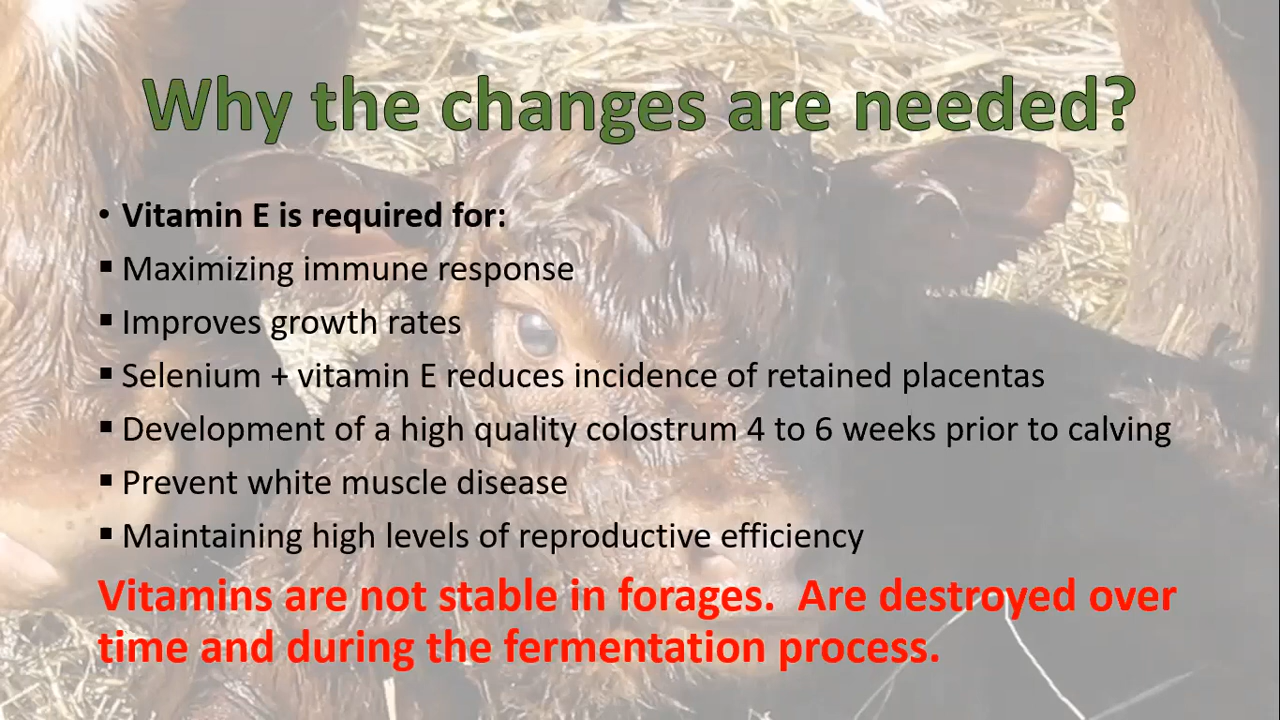 Why the changes are needed?
• Vitamin E is required for:
▪ Maximizing immune response
▪ Improves growth rates
▪ Selenium + vitamin E reduces incidence of retained placentas
▪ Development of a high quality colostrum 4 to 6 weeks prior to calving
▪ Prevent white muscle disease
▪ Maintaining high levels of reproductive efficiency
Vitamins are not stable in forages.  Are destroyed over
time and during the fermentation process.